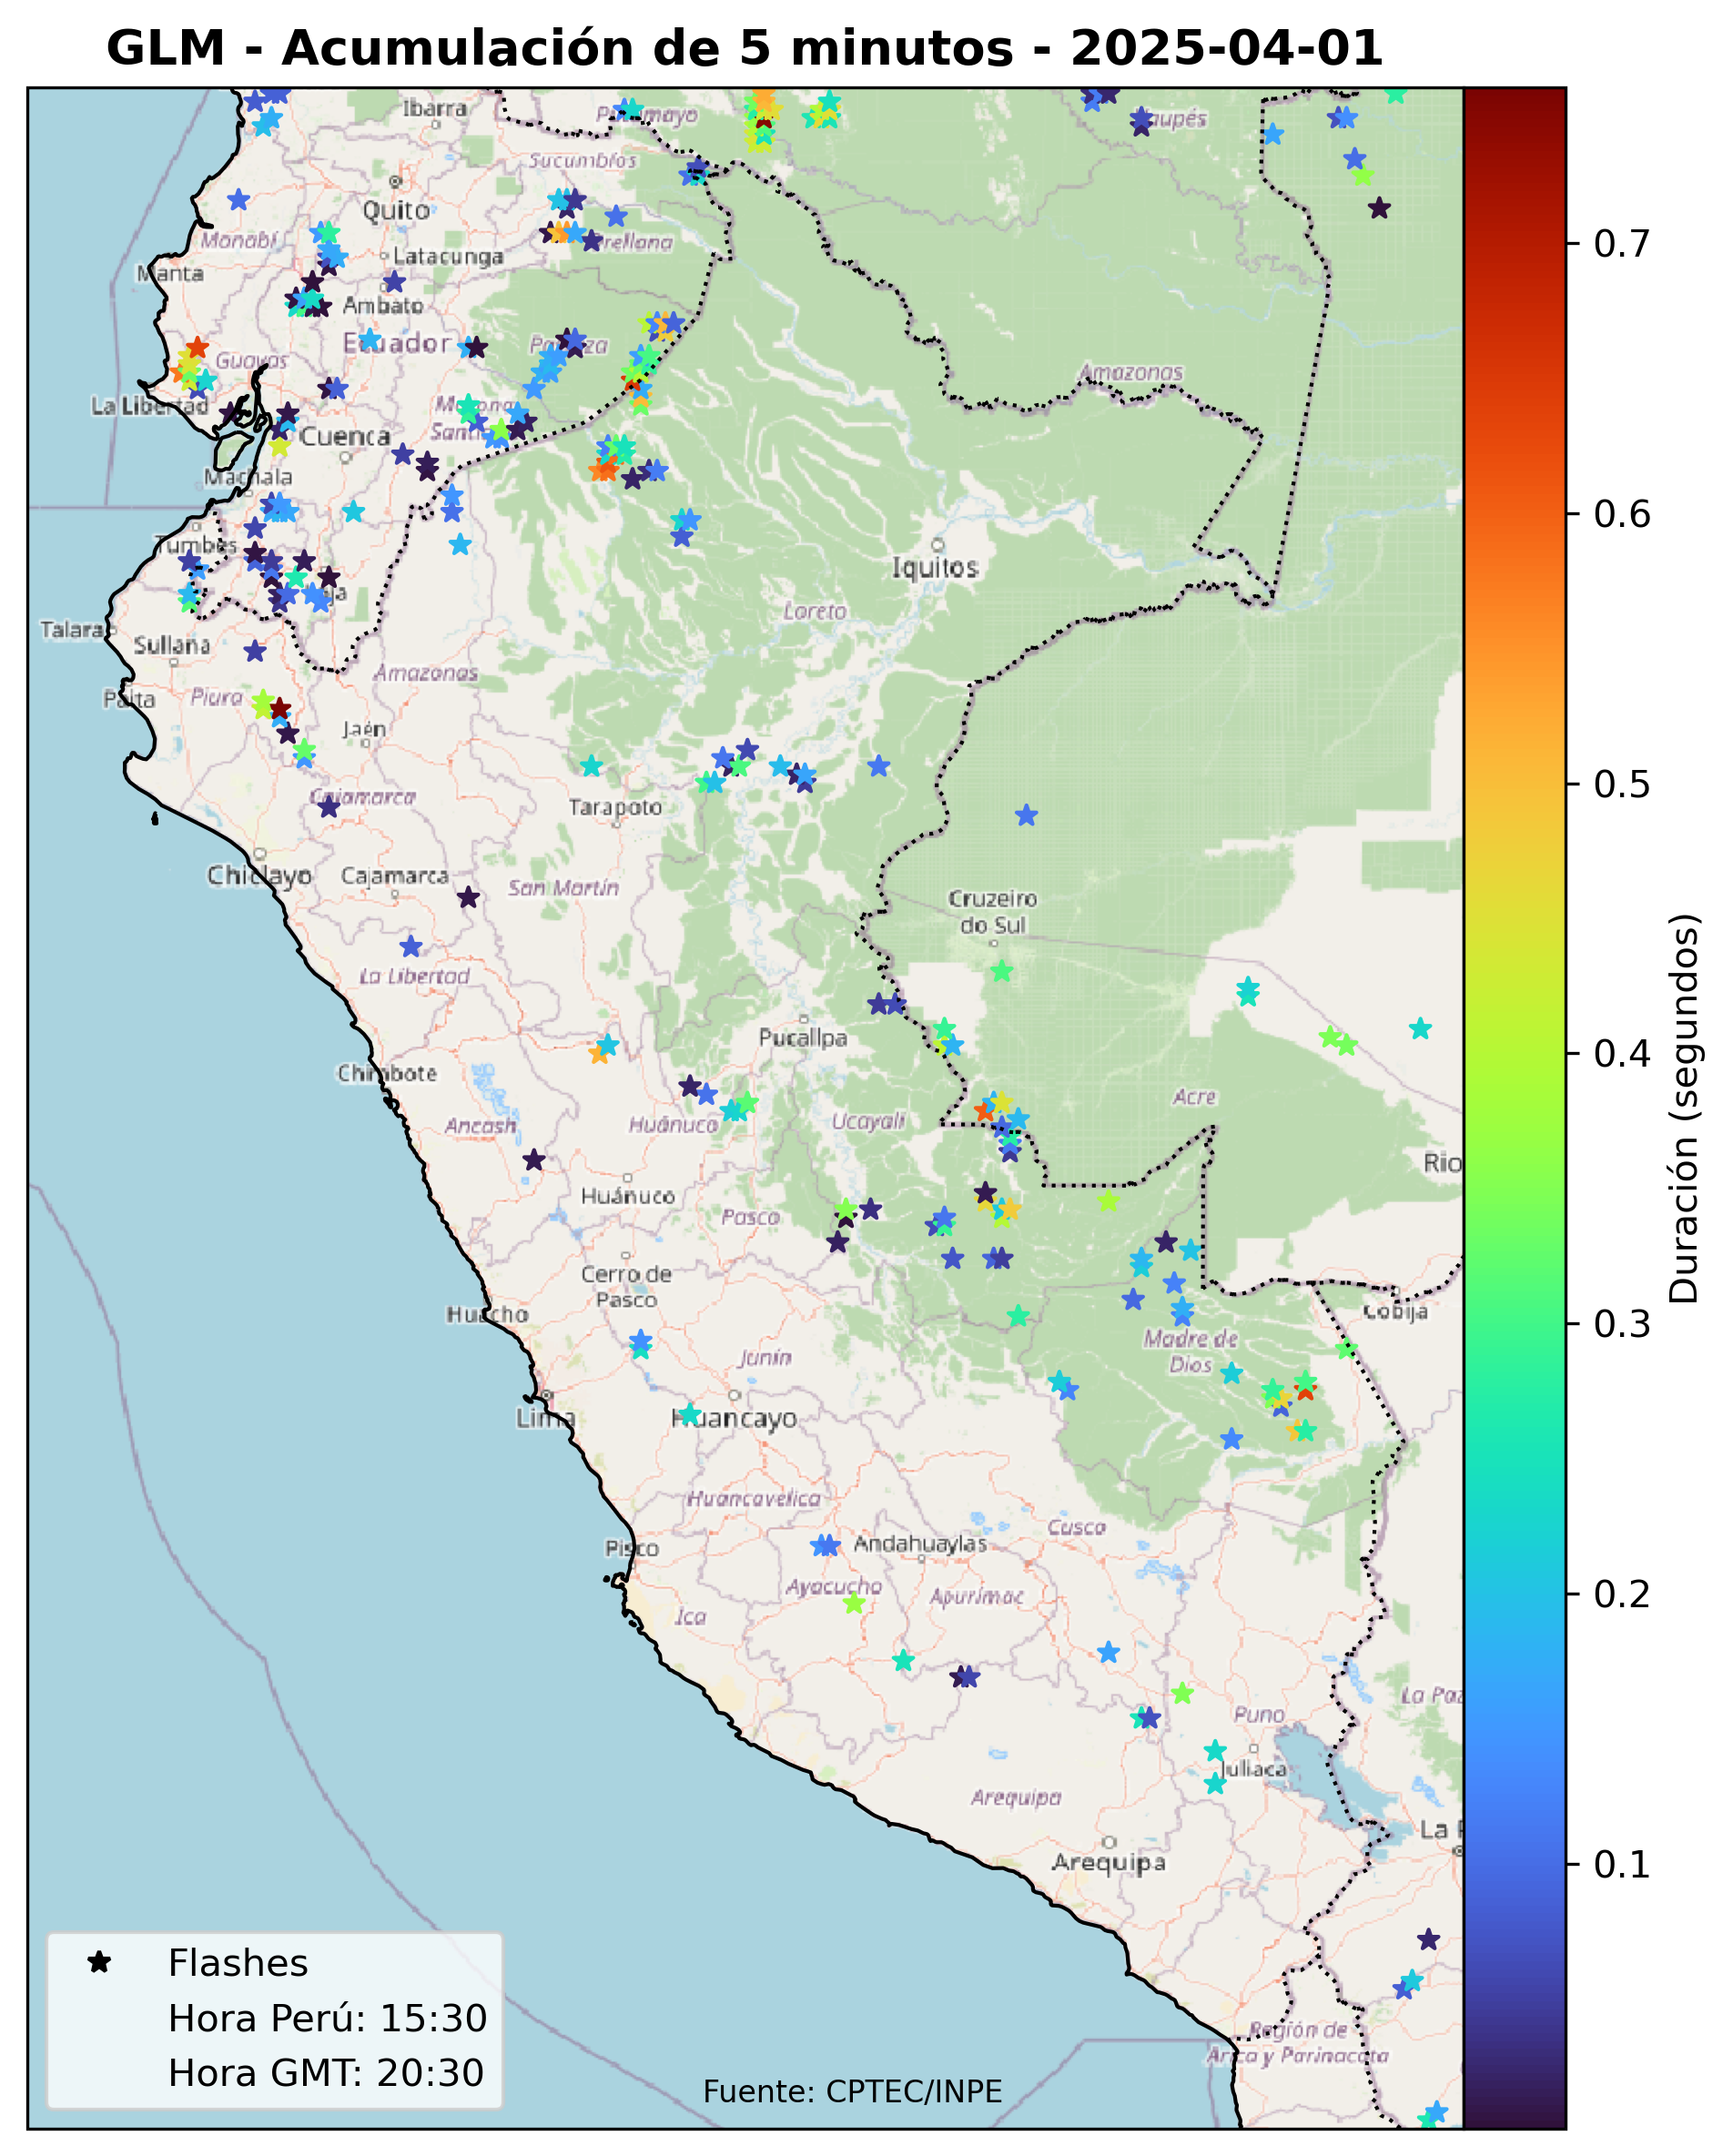 GLM - Acumulación de 5 minutos - 2025-04-01
Ibarra
Sucumbíos
Quito
Manabí
Orellana
Latacunga
Manta
Ambato
Ecuador
Guayas
Amazonas
La Libertad
Cuenca
Machala
Tumbes
Iquitos
Loreto
Talara
Sullana
Amazonas
Paita
Piura
Jaén
Cajamarca
Tarapoto
Chiclayo
Cajamarca
San Martín
Cruzeiro
do Sul
La Libertad
Pucallpa
Chimbote
Acre
Ancash
Huánuco
Ucayali
Rio
Huánuco
Pasco
Cerro de
Pasco
Huacho
Cobija
Madre de
Dios
Junín
Lima
Huancayo
Huancavelica
Cusco
Pisco
Andahuaylas
Ayacucho
Apurímac
Ica
La Paz
Puno
Juliaca
Arequipa
La P
Arequipa
Región de
Arica y Parinacota
Flashes
Hora Perú: 15:30
Hora GMT: 20:30
Fuente: CPTEC/INPE
0.7
0.6
0.5
0.4
0.3
0.2
0.1
Duración (segundos)